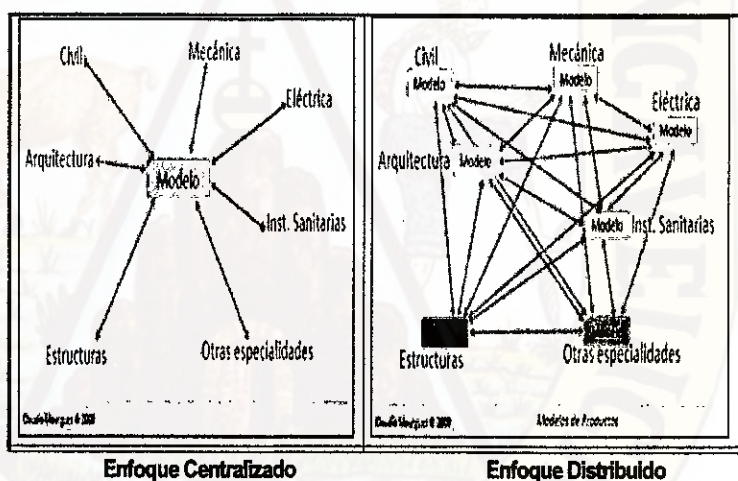 Civil
Mecánica
Eléctrica
Arquitectura
Modelo
Inst. Sanitarias
Estructuras
Otras especialidades
Enfoque Centralizado
Civil
Modelo
Mecánica
Modelo
Eléctrica
Modelo
Arquitectura
Modelo
Modelo
Inst. Sanitarias
Estructuras
Otras especialidades
Modelos de Productos
Enfoque Distribuido